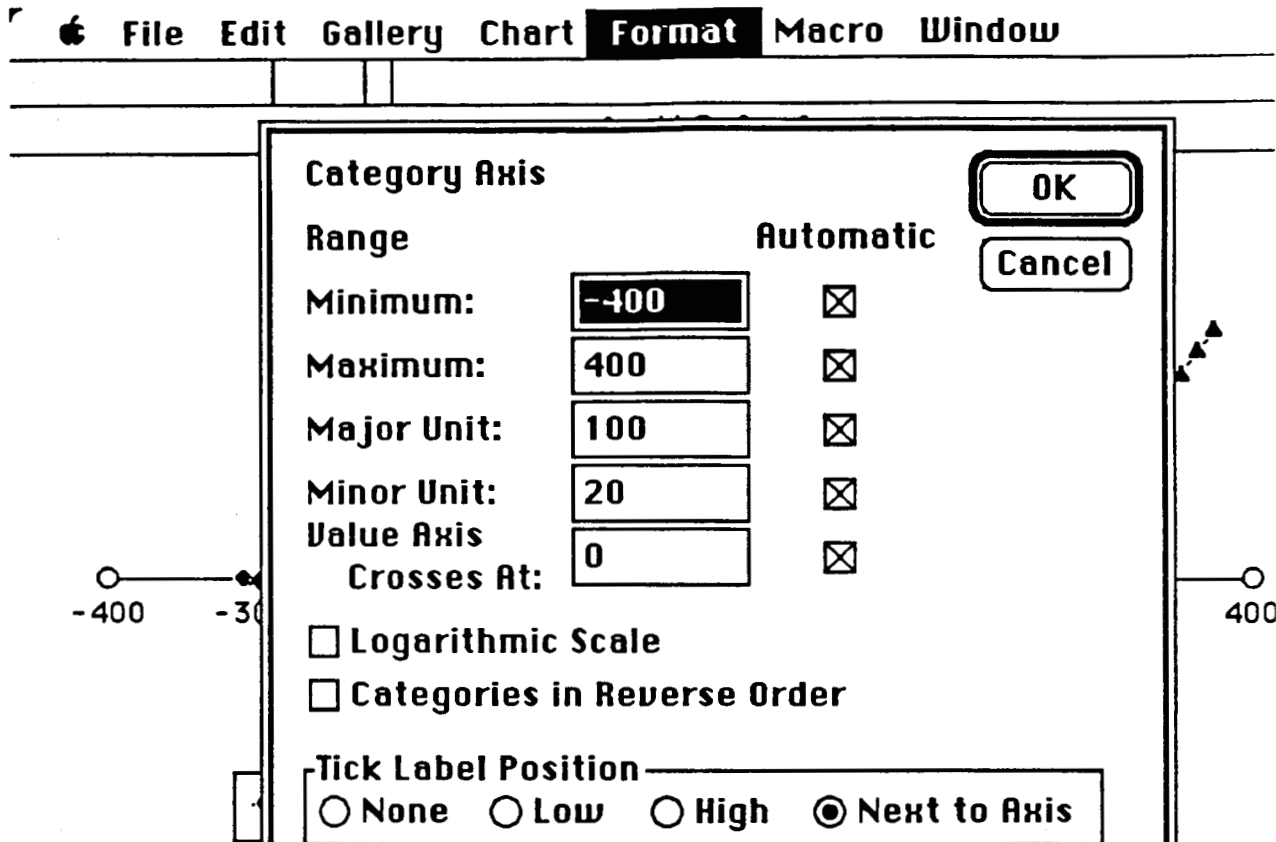 File Edit Gallery Chart Format Macro Window
Category Axis
OK
Range Automatic
Cancel
Minimum: -400
Maximum: 400
Major Unit: 100
Minor Unit: 20
Value Axis
Crosses At: 0
-400 -30 400
Logarithmic Scale
Categories in Reverse Order
Tick Label Position
None Low High Next to Axis